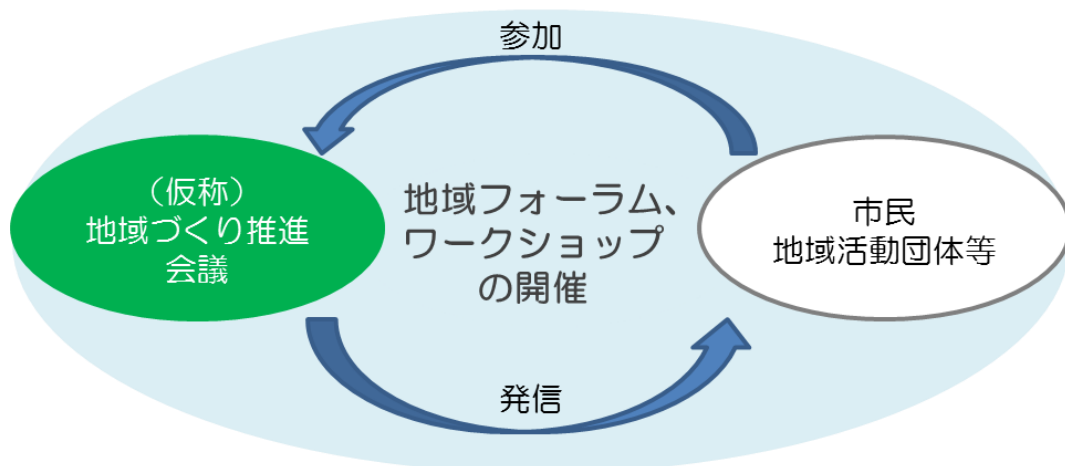 参加
（仮称）
地域づくり推進
会議
地域フォーラム、
ワークショップ
の開催
市民
地域活動団体等
発信